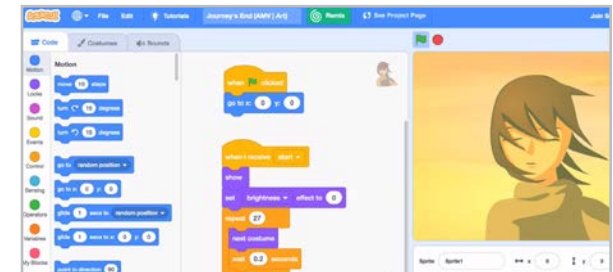 SCRATCH File Edit Tutorials Journey's End (AMV | Art) Remix See Project Page Join S
Code Costumes Sounds
Motion
Looks
Sound
Events
Control
Sensing
Operators
Variables
My Blocks
Motion
move 10 steps
turn 15 degrees
turn 15 degrees
go to random position
go to x: 0 y: 0
glide 1 secs to random position
glide 1 secs to x: 0 y: 0
point in direction 90
when clicked
go to x: 0 y: 0
when I receive start
show
set brightness effect to 0
repeat 27
next costume
wait 0.2 seconds
Sprite Sprite1 x 0 y 0